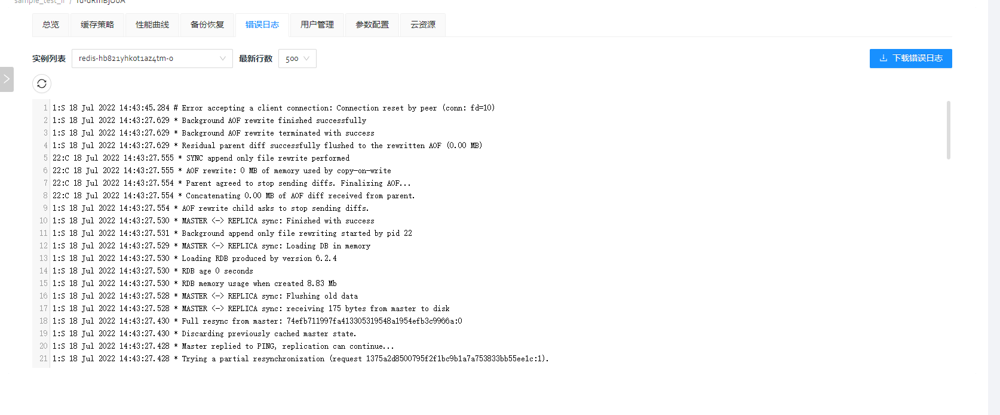 sample_test_
总览 缓存策略 性能曲线 备份恢复 错误日志 用户管理 参数配置 云资源
实例列表 redis-hb821yhkot1az4tm-0 最新行数 500 下载错误日志
1 1:S 18 Jul 2022 14:43:45.284 # Error accepting a client connection: Connection reset by peer (conn: fd=10)
2 1:S 18 Jul 2022 14:43:27.629 * Background AOF rewrite finished successfully
3 1:S 18 Jul 2022 14:43:27.629 * Background AOF rewrite terminated with success
4 1:S 18 Jul 2022 14:43:27.629 * Residual parent diff successfully flushed to the rewritten AOF (0.00 MB)
5 22:C 18 Jul 2022 14:43:27.555 * SYNC append only file rewrite performed
6 22:C 18 Jul 2022 14:43:27.555 * AOF rewrite: 0 MB of memory used by copy-on-write
7 22:C 18 Jul 2022 14:43:27.554 * Parent agreed to stop sending diffs. Finalizing AOF...
8 22:C 18 Jul 2022 14:43:27.554 * Concatenating 0.00 MB of AOF diff received from parent.
9 1:S 18 Jul 2022 14:43:27.554 * AOF rewrite child asks to stop sending diffs.
10 1:S 18 Jul 2022 14:43:27.530 * MASTER <-> REPLICA sync: Finished with success
11 1:S 18 Jul 2022 14:43:27.531 * Background append only file rewriting started by pid 22
12 1:S 18 Jul 2022 14:43:27.529 * MASTER <-> REPLICA sync: Loading DB in memory
13 1:S 18 Jul 2022 14:43:27.530 * Loading RDB produced by version 6.2.4
14 1:S 18 Jul 2022 14:43:27.530 * RDB age 0 seconds
15 1:S 18 Jul 2022 14:43:27.530 * RDB memory usage when created 8.83 Mb
16 1:S 18 Jul 2022 14:43:27.528 * MASTER <-> REPLICA sync: Flushing old data
17 1:S 18 Jul 2022 14:43:27.528 * MASTER <-> REPLICA sync: receiving 175 bytes from master to disk
18 1:S 18 Jul 2022 14:43:27.430 * Full resync from master: 74efb711997fa413305319548a1954efb3c9966a:0
19 1:S 18 Jul 2022 14:43:27.430 * Discarding previously cached master state.
20 1:S 18 Jul 2022 14:43:27.428 * Master replied to PING, replication can continue...
21 1:S 18 Jul 2022 14:43:27.428 * Trying a partial resynchronization (request 1375a2d8500795f2f1bc9b1a7a753833bb55ee1c:1).